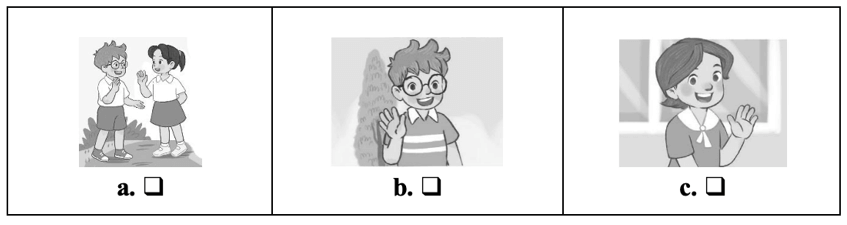 a. ❑ b. ❑ c. ❑